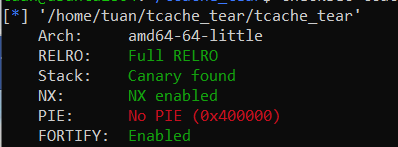 [*] '/home/tuan/tcache_tear/tcache_tear'
Arch: amd64-64-little
RELRO: Full RELRO
Stack: Canary found
NX: NX enabled
PIE: No PIE (0x400000)
FORTIFY: Enabled